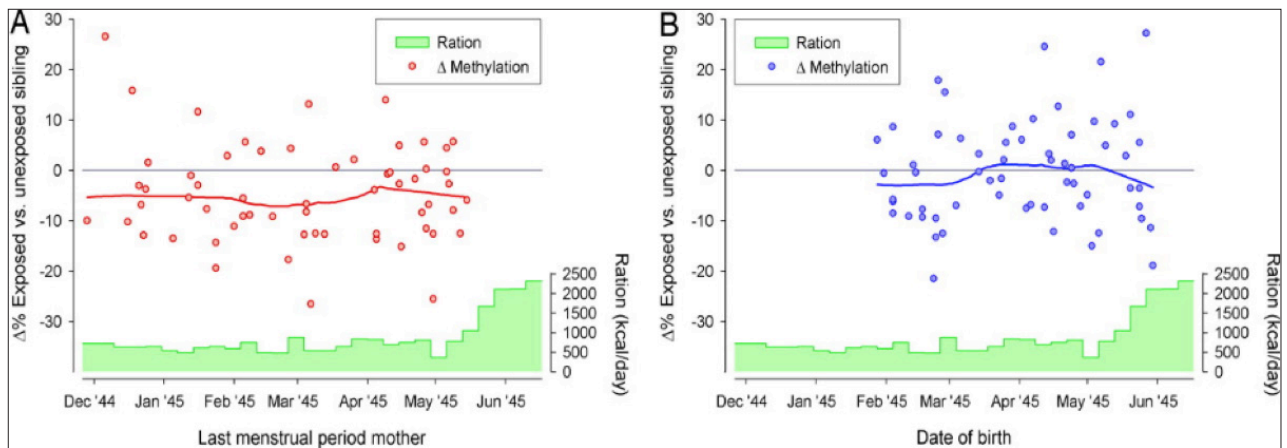 A
Δ% Exposed vs. unexposed sibling
30
20
10
0
-10
-20
-30
Ration
Δ Methylation
2500
2000
1500
1000
500
0
Ration (kcal/day)
Dec '44 Jan '45 Feb '45 Mar '45 Apr '45 May '45 Jun '45
Last menstrual period mother
B
Δ% Exposed vs. unexposed sibling
30
20
10
0
-10
-20
-30
Ration
Δ Methylation
2500
2000
1500
1000
500
0
Ration (kcal/day)
Dec '44 Jan '45 Feb '45 Mar '45 Apr '45 May '45 Jun '45
Date of birth